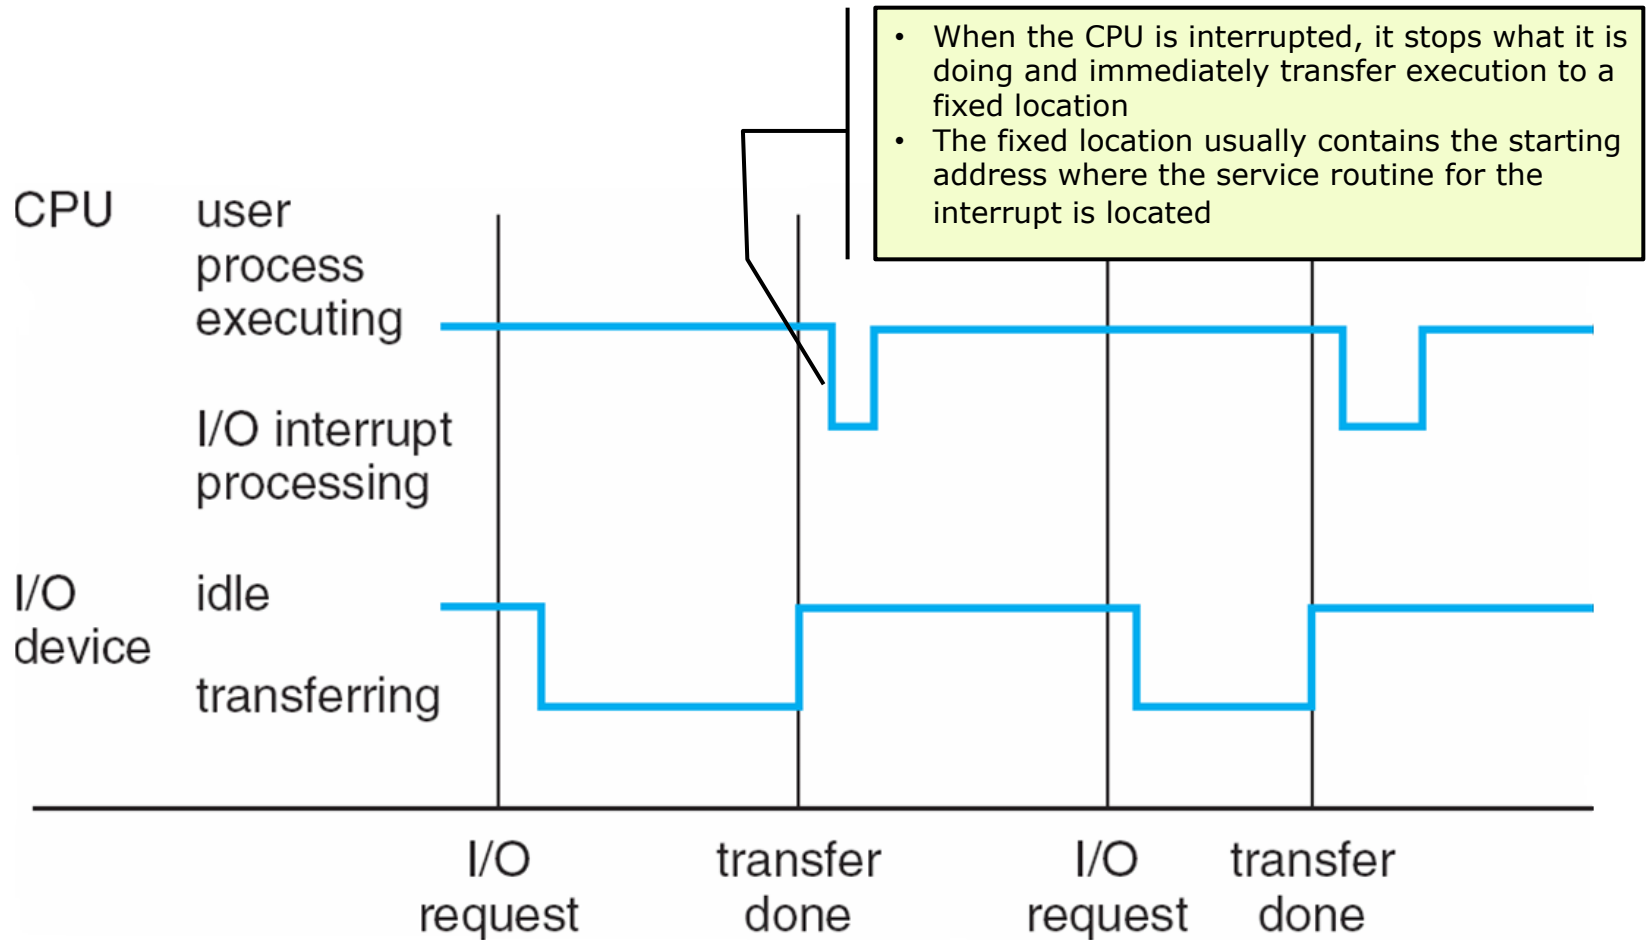 • When the CPU is interrupted, it stops what it is
doing and immediately transfer execution to a
fixed location
• The fixed location usually contains the starting
address where the service routine for the
interrupt is located
CPU
user
process
executing
I/O interrupt
processing
I/O
device
idle
transferring
I/O
request
transfer
done
I/O
request
transfer
done